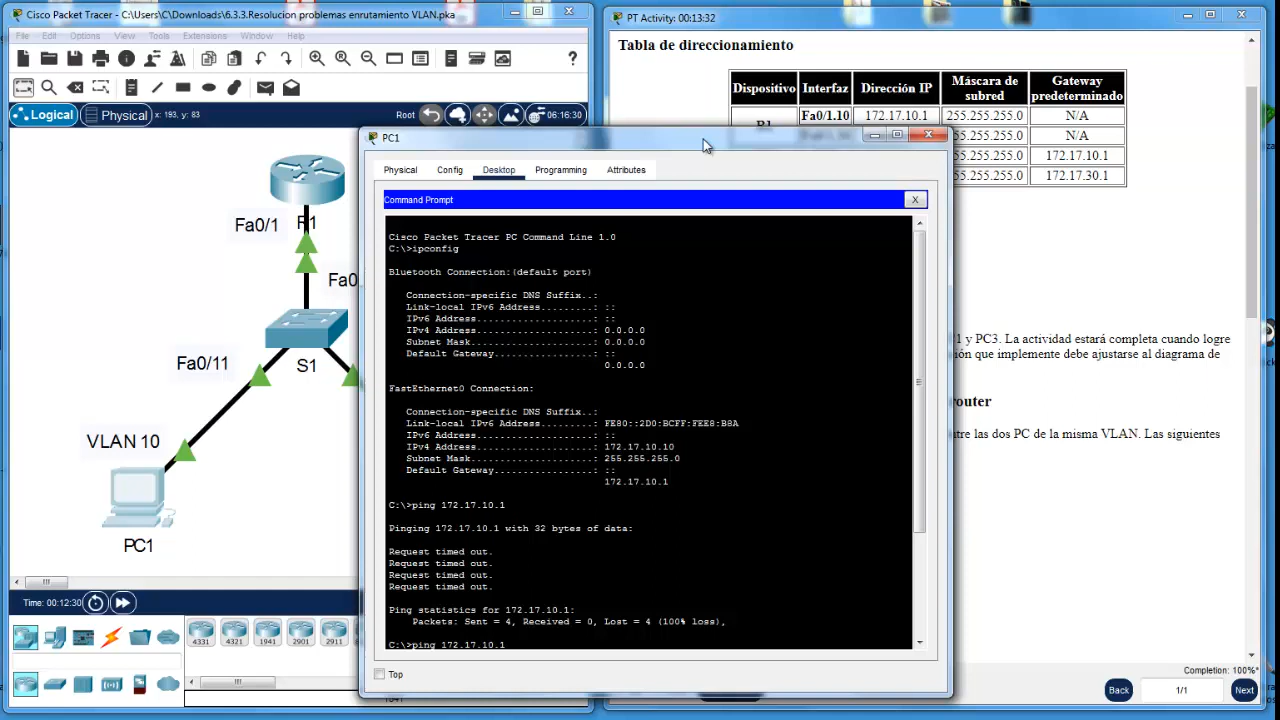 Cisco Packet Tracer - C:\Users\C\Downloads\6.3.3.Resolucion problemas enrutamiento VLAN.pka
File Edit Options View Tools Extensions Window Help
Logical Physical x: 193, y: 83 Root 06:16:30
Fa0/1 R1
Fa0
Fa0/11 S1
VLAN 10
PC1
Time: 00:12:30
4331 4321 1941 2901 2911
1941
PT Activity: 00:13:32
Tabla de direccionamiento
Dispositivo Interfaz Dirección IP Máscara de subred Gateway predeterminado
R1 Fa0/1.10 172.17.10.1 255.255.255.0 N/A
55.255.255.0 N/A
55.255.255.0 172.17.10.1
55.255.255.0 172.17.30.1
1 y PC3. La actividad estará completa cuando logre
ión que implemente debe ajustarse al diagrama de
router
ntre las dos PC de la misma VLAN. Las siguientes
Completion: 100%
Back 1/1 Next
PC1
Physical Config Desktop Programming Attributes
Command Prompt X
Cisco Packet Tracer PC Command Line 1.0
C:\>ipconfig
Bluetooth Connection:(default port)
Connection-specific DNS Suffix..:
Link-local IPv6 Address.........: ::
IPv6 Address....................: ::
IPv4 Address....................: 0.0.0.0
Subnet Mask.....................: 0.0.0.0
Default Gateway.................: ::
0.0.0.0
FastEthernet0 Connection:
Connection-specific DNS Suffix..:
Link-local IPv6 Address.........: FE80::2D0:BCFF:FEE8:B8A
IPv6 Address....................: ::
IPv4 Address....................: 172.17.10.10
Subnet Mask.....................: 255.255.255.0
Default Gateway.................: ::
172.17.10.1
C:\>ping 172.17.10.1
Pinging 172.17.10.1 with 32 bytes of data:
Request timed out.
Request timed out.
Request timed out.
Request timed out.
Ping statistics for 172.17.10.1:
Packets: Sent = 4, Received = 0, Lost = 4 (100% loss),
C:\>ping 172.17.10.1
Top